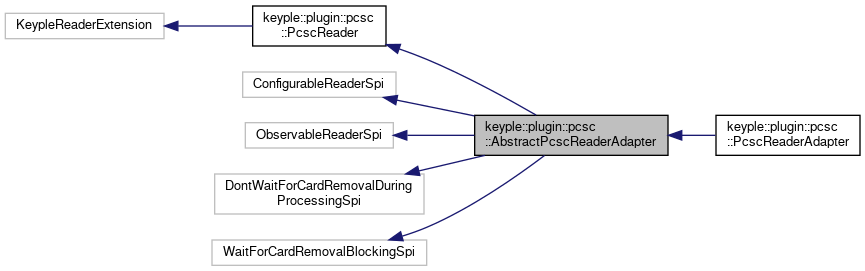 KeypleReaderExtension
keyple::plugin::pcsc
::PcscReader
ConfigurableReaderSpi
ObservableReaderSpi
DontWaitForCardRemovalDuring
ProcessingSpi
WaitForCardRemovalBlockingSpi
keyple::plugin::pcsc
::AbstractPcscReaderAdapter
keyple::plugin::pcsc
::PcscReaderAdapter